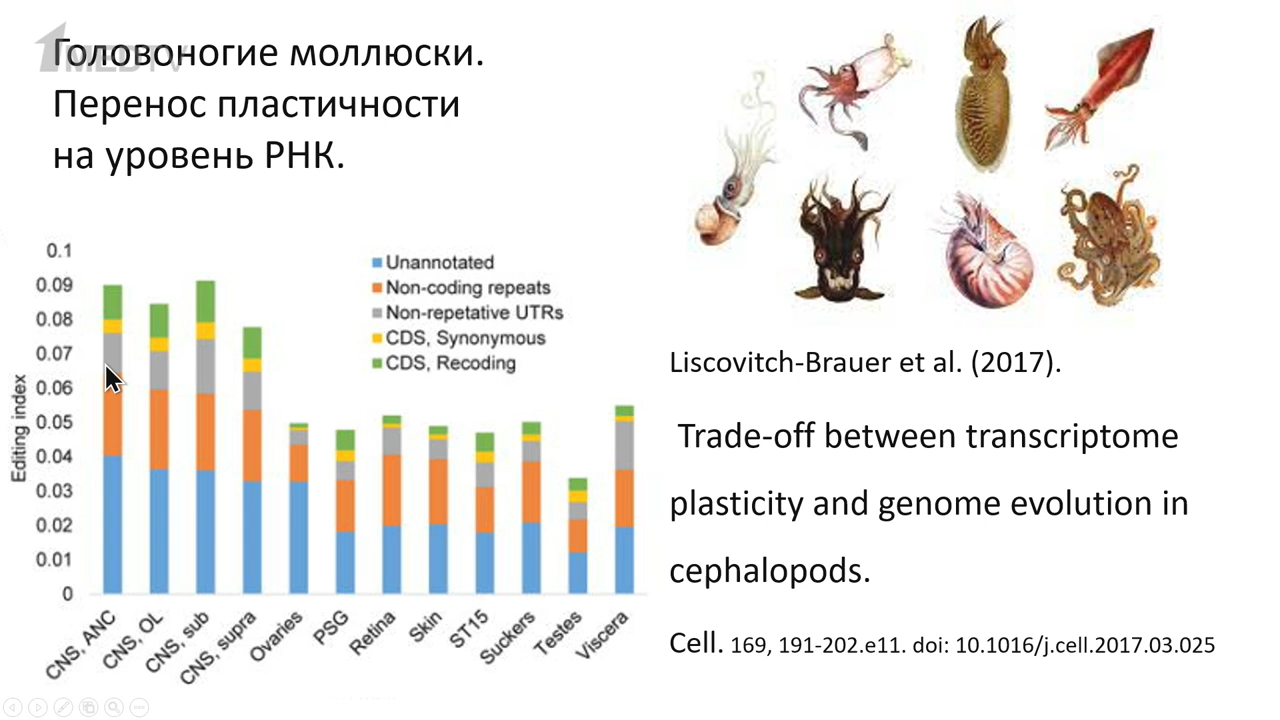 1MEDTV
Головоногие моллюски.
Перенос пластичности
на уровень РНК.
0.1
0.09
0.08
0.07
0.06
0.05
0.04
0.03
0.02
0.01
0
Editing index
Unannotated
Non-coding repeats
Non-repetative UTRs
CDS, Synonymous
CDS, Recoding
CNS, ANC
CNS, OL
CNS, sub
CNS, supra
Ovaries
PSG
Retina
Skin
ST15
Suckers
Testes
Viscera
Liscovitch-Brauer et al. (2017).
Trade-off between transcriptome
plasticity and genome evolution in
cephalopods.
Cell. 169, 191-202.e11. doi: 10.1016/j.cell.2017.03.025